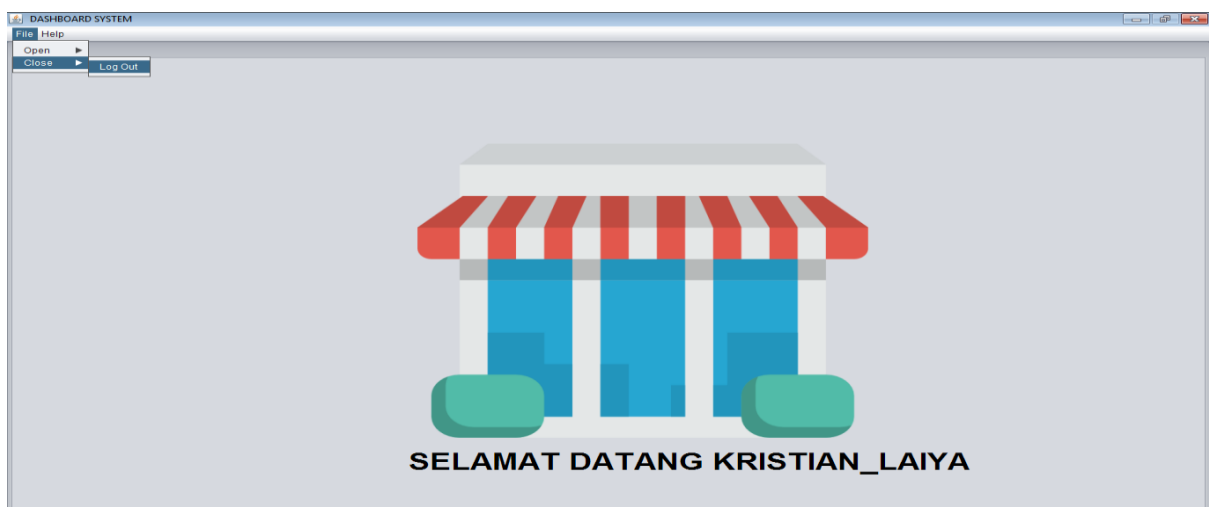 DASHBOARD SYSTEM
File Help
Open
Close
Log Out
SELAMAT DATANG KRISTIAN_LAIYA